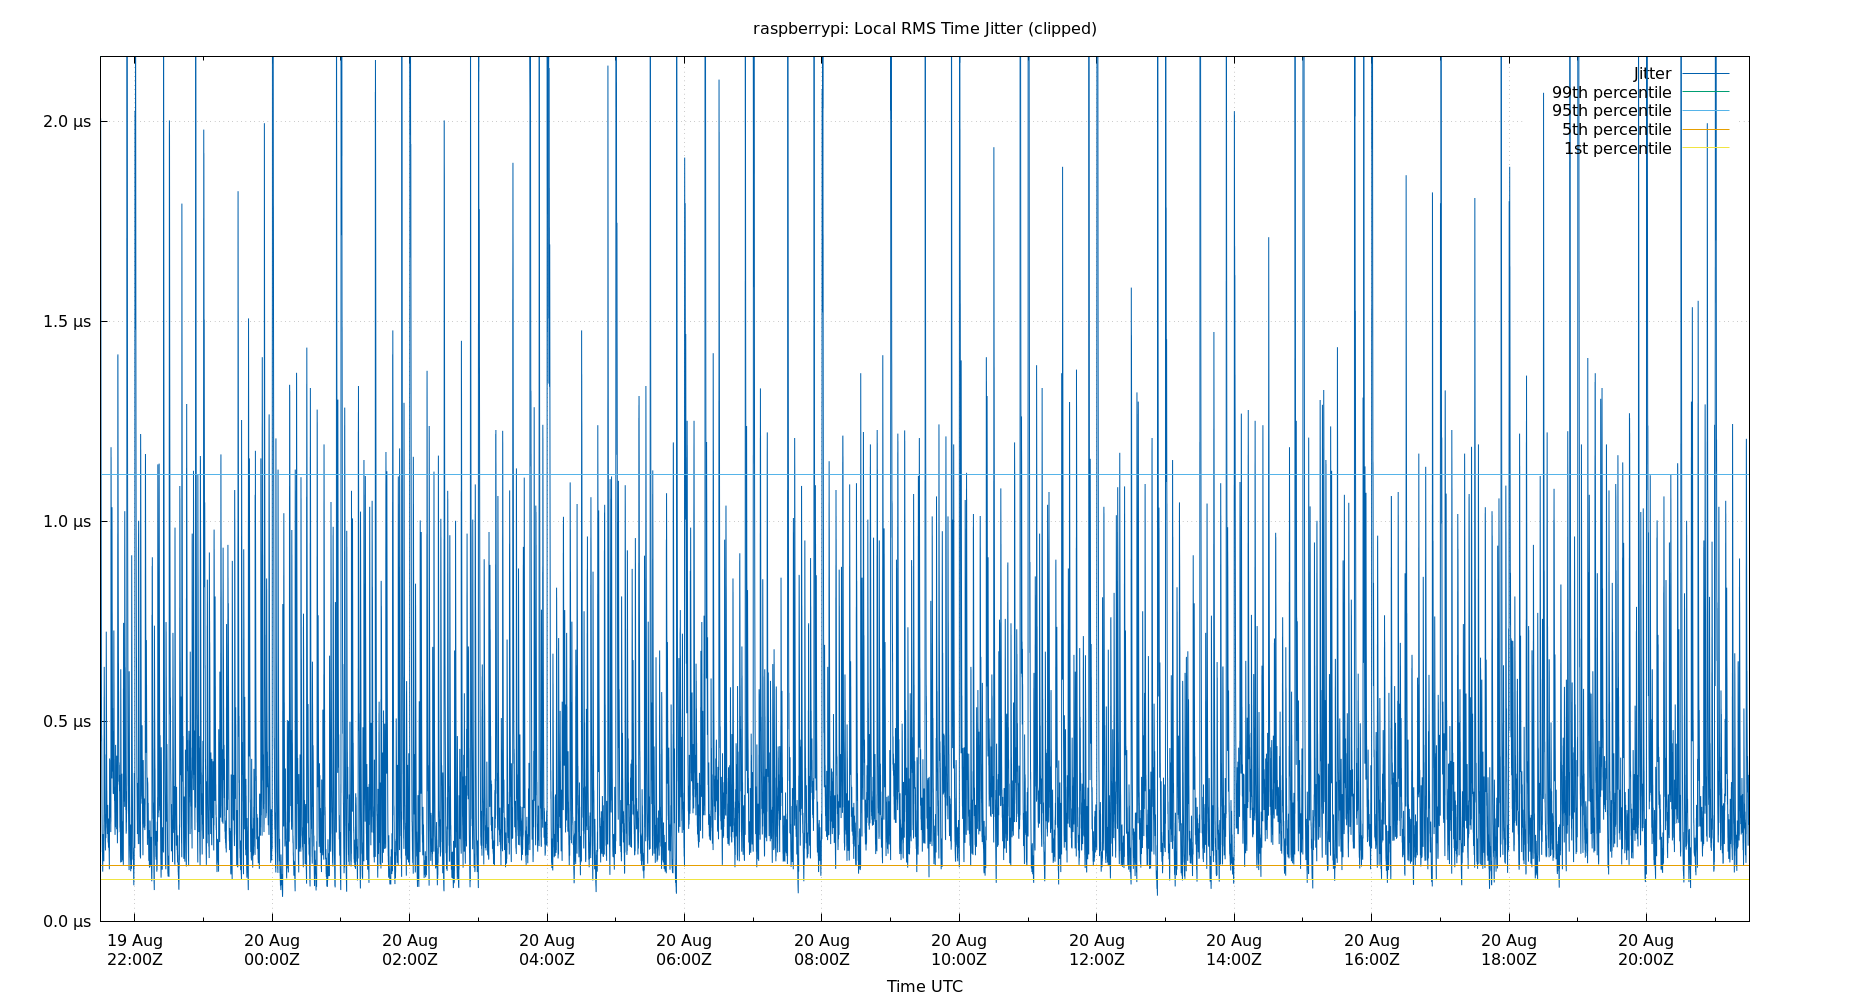 raspberrypi: Local RMS Time Jitter (clipped)
Jitter
99th percentile
95th percentile
5th percentile
1st percentile
2.0 µs
1.5 µs
1.0 µs
0.5 µs
0.0 µs
19 Aug 20 Aug 20 Aug 20 Aug 20 Aug 20 Aug 20 Aug 20 Aug 20 Aug 20 Aug 20 Aug 20 Aug
22:00Z 00:00Z 02:00Z 04:00Z 06:00Z 08:00Z 10:00Z 12:00Z 14:00Z 16:00Z 18:00Z 20:00Z
Time UTC